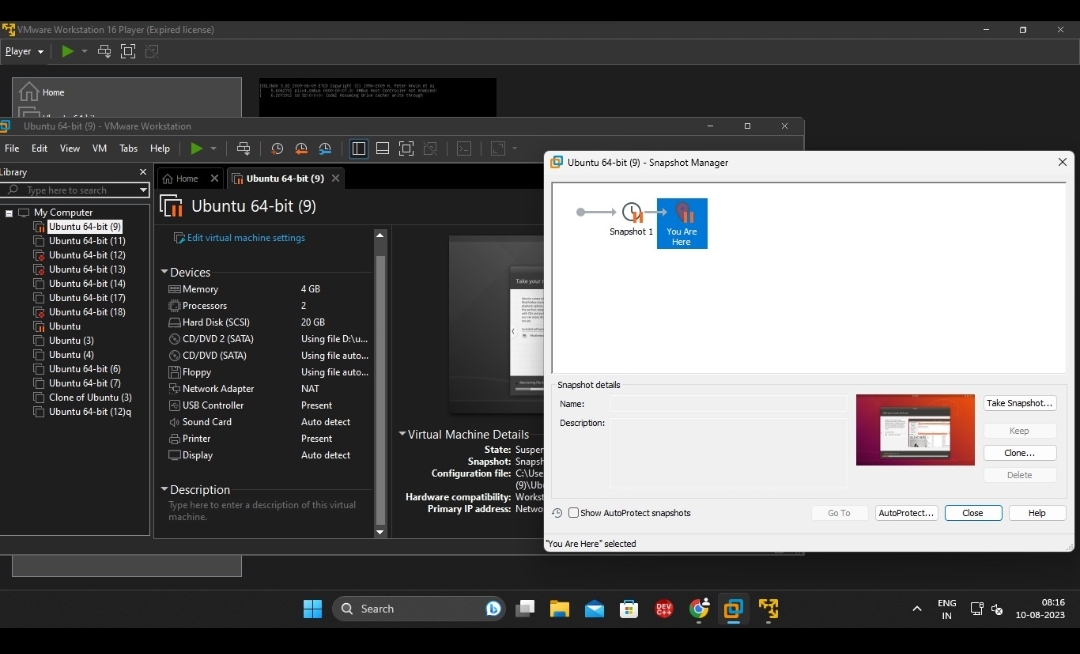 VMware Workstation 16 Player (Expired license)
Player
Home
Ubuntu 64-bit (9) - VMware Workstation
File Edit View VM Tabs Help
Library
Type here to search
My Computer
Ubuntu 64-bit (9)
Ubuntu 64-bit (11)
Ubuntu 64-bit (12)
Ubuntu 64-bit (13)
Ubuntu 64-bit (14)
Ubuntu 64-bit (17)
Ubuntu 64-bit (18)
Ubuntu
Ubuntu (3)
Ubuntu (4)
Ubuntu 64-bit (6)
Ubuntu 64-bit (7)
Clone of Ubuntu (3)
Ubuntu 64-bit (12)q
Home
Ubuntu 64-bit (9)
Ubuntu 64-bit (9)
Edit virtual machine settings
Devices
Memory 4 GB
Processors 2
Hard Disk (SCSI) 20 GB
CD/DVD 2 (SATA) Using file D:\u...
CD/DVD (SATA) Using file auto...
Floppy Using file auto...
Network Adapter NAT
USB Controller Present
Sound Card Auto detect
Printer Present
Display Auto detect
Description
Type here to enter a description of this virtual
machine.
Take your
Virtual Machine Details
State: Suspen
Snapshot: Snapsh
Configuration file: C:\Use
(9)\Ub
Hardware compatibility: Workst
Primary IP address: Netwo
Ubuntu 64-bit (9) - Snapshot Manager
Snapshot 1
You Are
Here
Snapshot details
Name:
Description:
Take Snapshot...
Keep
Clone...
Delete
Show AutoProtect snapshots
Go To
AutoProtect...
Close
Help
"You Are Here" selected
Search
DEV
C++
ENG
IN
08:16
10-08-2023